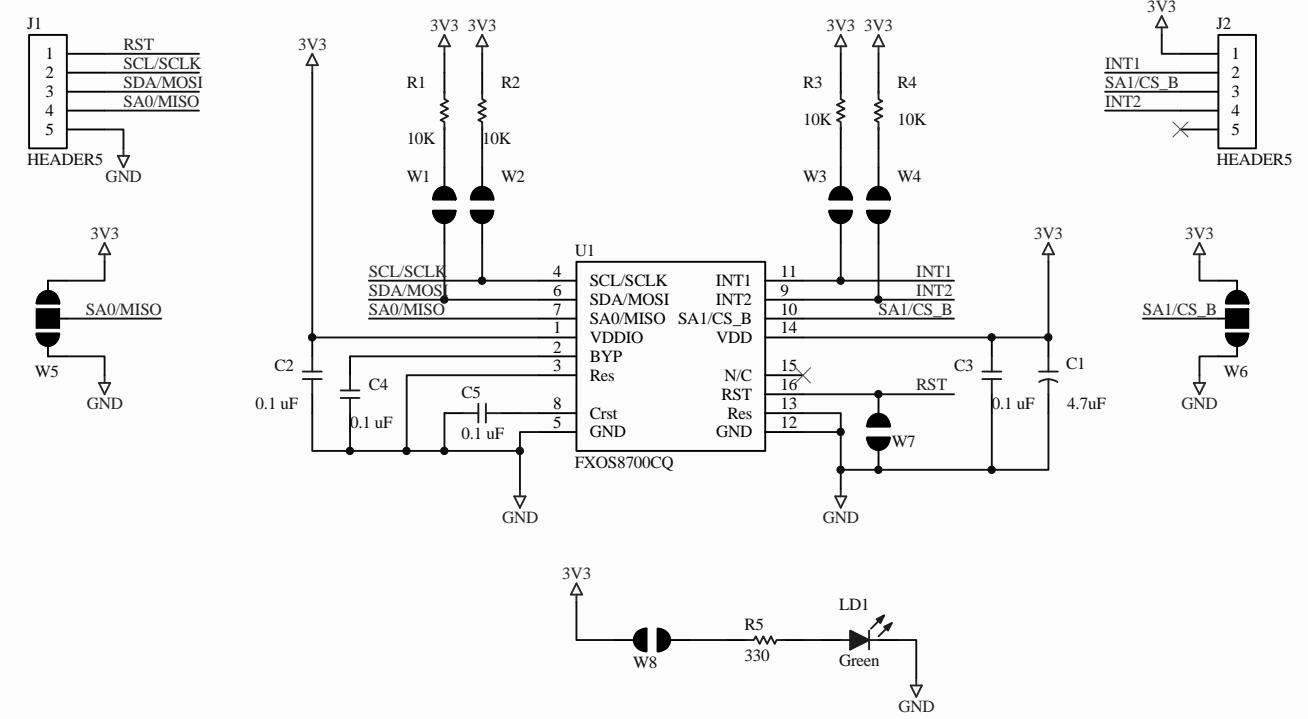 J1
1 RST
2 SCL/SCLK
3 SDA/MOSI
4 SA0/MISO
5
HEADER5
GND
3V3
3V3
R1
10K
W1
3V3
R2
10K
W2
3V3
R3
10K
W3
3V3
R4
10K
W4
3V3
J2
1
INT1 2
SA1/CS_B 3
INT2 4
5
HEADER5
3V3
SA0/MISO
W5
GND
U1
SCL/SCLK 4 SCL/SCLK
SDA/MOSI 6 SDA/MOSI
SA0/MISO 7 SA0/MISO
1 VDDIO
2 BYP
3 Res
8 Crst
5 GND
INT1 11 INT1
INT2 9 INT2
SA1/CS_B 10 SA1/CS_B
VDD 14
N/C 15
RST 16 RST
Res 13
GND 12
FXOS8700CQ
C2
0.1 uF
C4
0.1 uF
C5
0.1 uF
GND
W7
GND
3V3
C3
0.1 uF
C1
4.7uF
3V3
SA1/CS_B
W6
GND
3V3
W8
R5
330
LD1
Green
GND